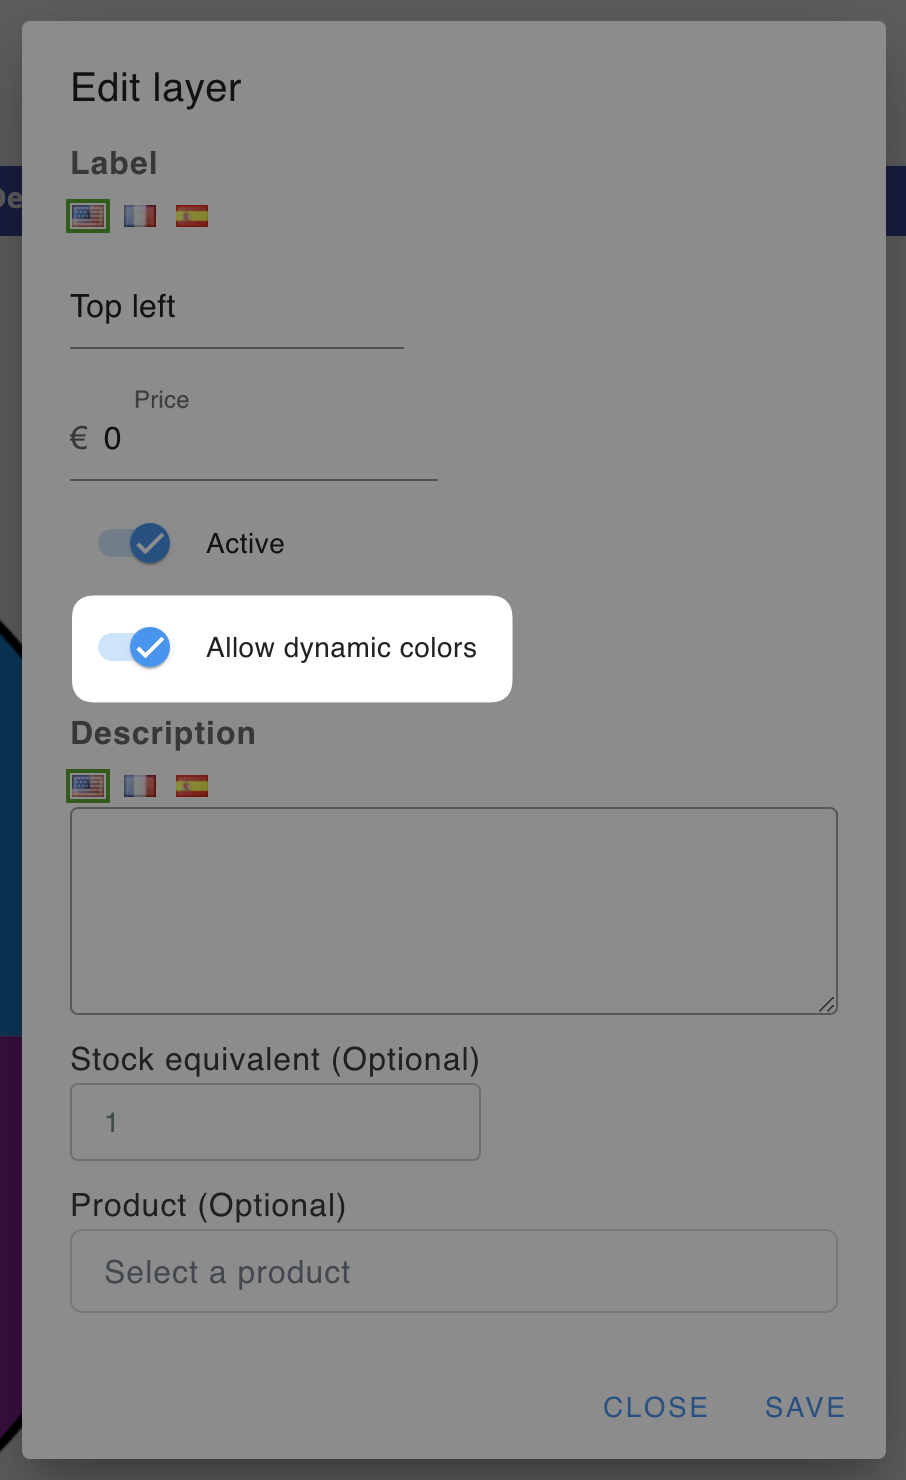 Edit layer
Label
De
Top left
Price
€ 0
Active
Allow dynamic colors
Description
Stock equivalent (Optional)
1
Product (Optional)
Select a product
CLOSE SAVE